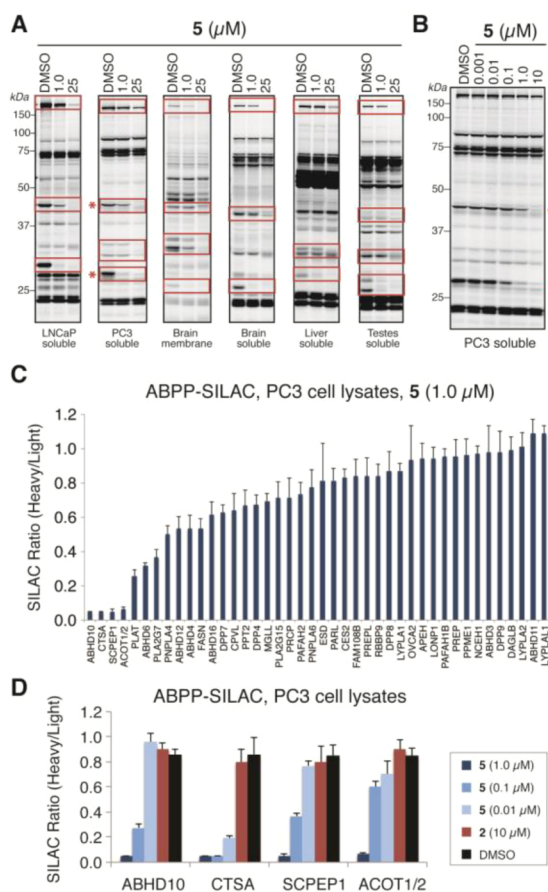 A
5 (µM)
DMSO 1.0 25 DMSO 1.0 25 DMSO 1.0 25 DMSO 1.0 25 DMSO 1.0 25 DMSO 1.0 25
kDa
150
100
75
50
37
25
*
*
LNCaP soluble
PC3 soluble
Brain membrane
Brain soluble
Liver soluble
Testes soluble
B
5 (µM)
DMSO 0.001 0.01 0.1 1.0 10
kDa
150
100
75
50
37
25
PC3 soluble
C
ABPP-SILAC, PC3 cell lysates, 5 (1.0 µM)
SILAC Ratio (Heavy/Light)
1.2
1.0
0.8
0.6
0.4
0.2
0.0
ABHD10 CTSA SCPEP1 ACOT1/2 PLAT ABHD6 PLA2G7 PNPLA4 ABHD12 ABHD4 FASN ABHD16 DPP7 CPVL PPT2 DPP4 MGLL PLA2G15 PRCP PAFAH2 PNPLA6 ESD PARL CES2 FAM108B PREPL RBBP9 DPP8 LYPLA1 OVCA2 APEH LONP1 PAFAH1B PREP PPME1 NCEH1 ABHD3 DPP9 DAGLB LYPLA2 ABHD11 LYPLAL1
D
ABPP-SILAC, PC3 cell lysates
SILAC Ratio (Heavy/Light)
1.2
1.0
0.8
0.6
0.4
0.2
0.0
ABHD10 CTSA SCPEP1 ACOT1/2
5 (1.0 µM)
5 (0.1 µM)
5 (0.01 µM)
2 (10 µM)
DMSO